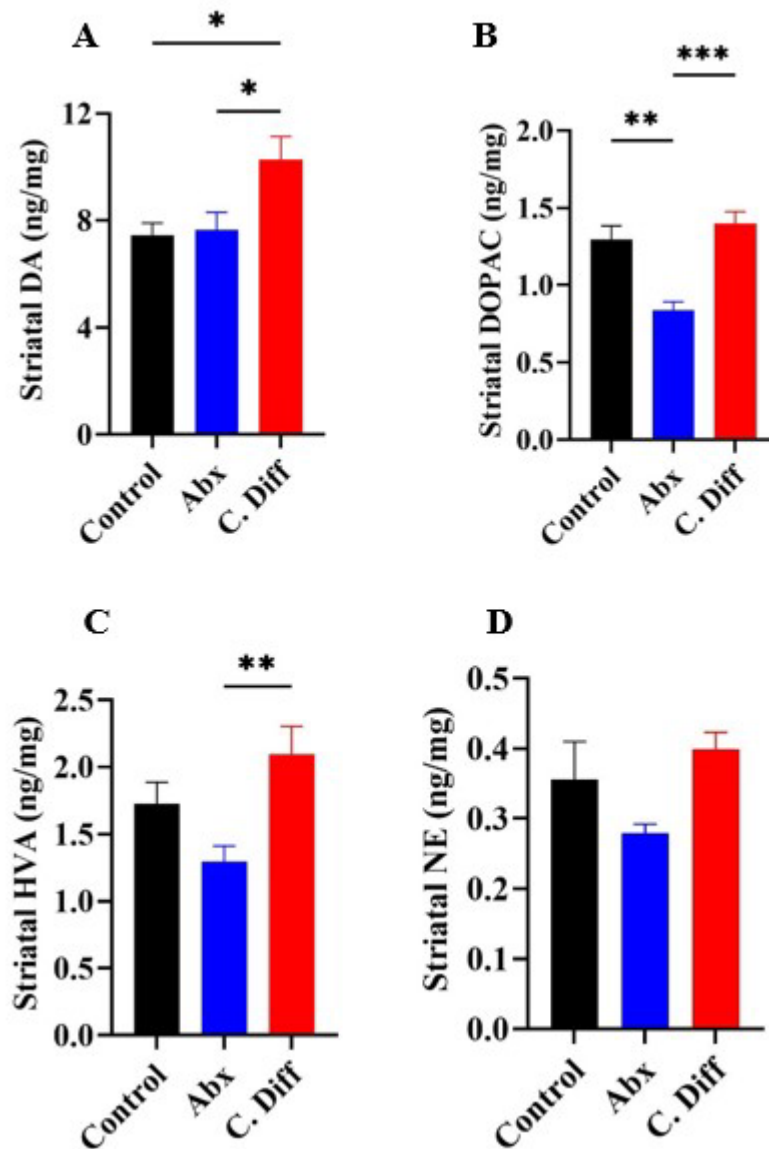 A
*
*
Striatal DA (ng/mg)
12
8
4
0
Control
Abx
C. Diff
B
***
**
Striatal DOPAC (ng/mg)
2.0
1.5
1.0
0.5
0.0
Control
Abx
C. Diff
C
**
Striatal HVA (ng/mg)
2.5
2.0
1.5
1.0
0.5
0.0
Control
Abx
C. Diff
D
Striatal NE (ng/mg)
0.5
0.4
0.3
0.2
0.1
0.0
Control
Abx
C. Diff